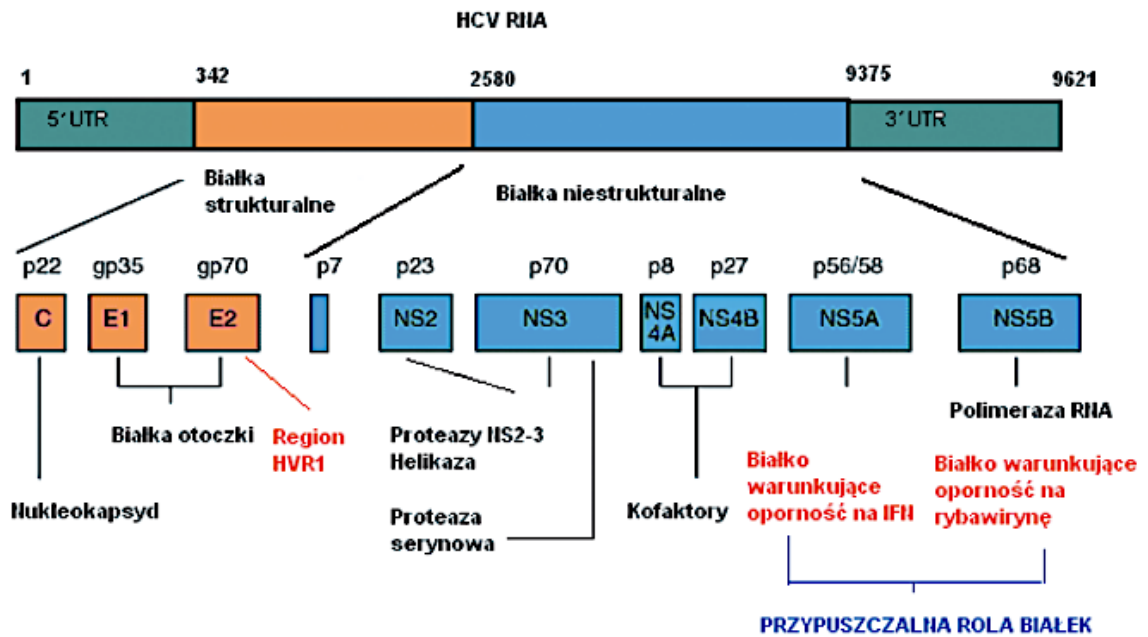 HCV RNA
1 342 2580 9375 9621
5´UTR 3´UTR
Białka
strukturalne
Białka niestrukturalne
p22 gp35 gp70 p7 p23 p70 p8 p27 p56/58 p68
C E1 E2 NS2 NS3 NS
4A NS4B NS5A NS5B
Białka otoczki
Region
HVR1
Nukleokapsyd
Proteazy NS2-3
Helikaza
Proteaza
serynowa
Kofaktory
Polimeraza RNA
Białko
warunkujące
oporność na IFN
Białko warunkujące
oporność na
rybawirynę
PRZYPUSZCZALNA ROLA BIAŁEK